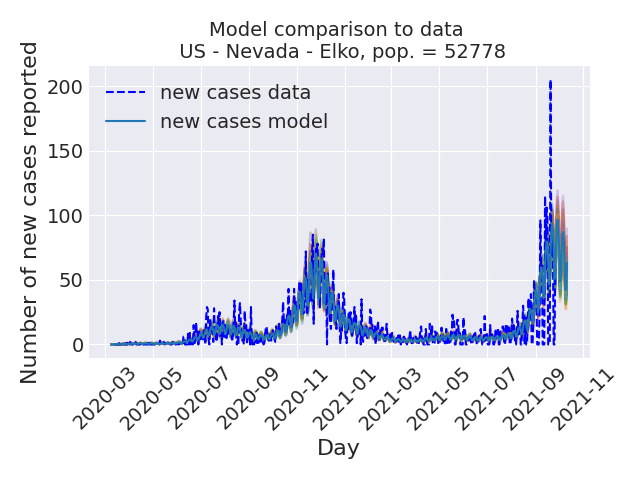 Model comparison to data
US - Nevada - Elko, pop. = 52778
Number of new cases reported
200
150
100
50
0
new cases data
new cases model
2020-03
2020-05
2020-07
2020-09
2020-11
2021-01
2021-03
2021-05
2021-07
2021-09
2021-11
Day